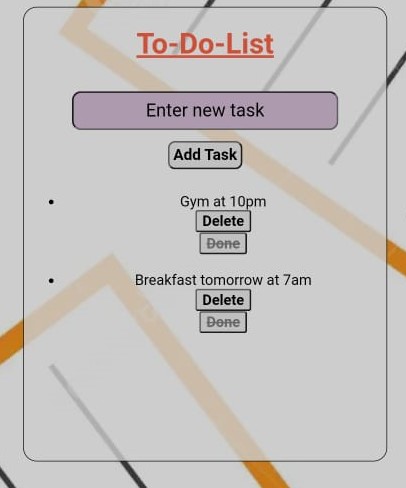 To-Do-List
Enter new task
Add Task
Gym at 10pm
Delete
Done
Breakfast tomorrow at 7am
Delete
Done